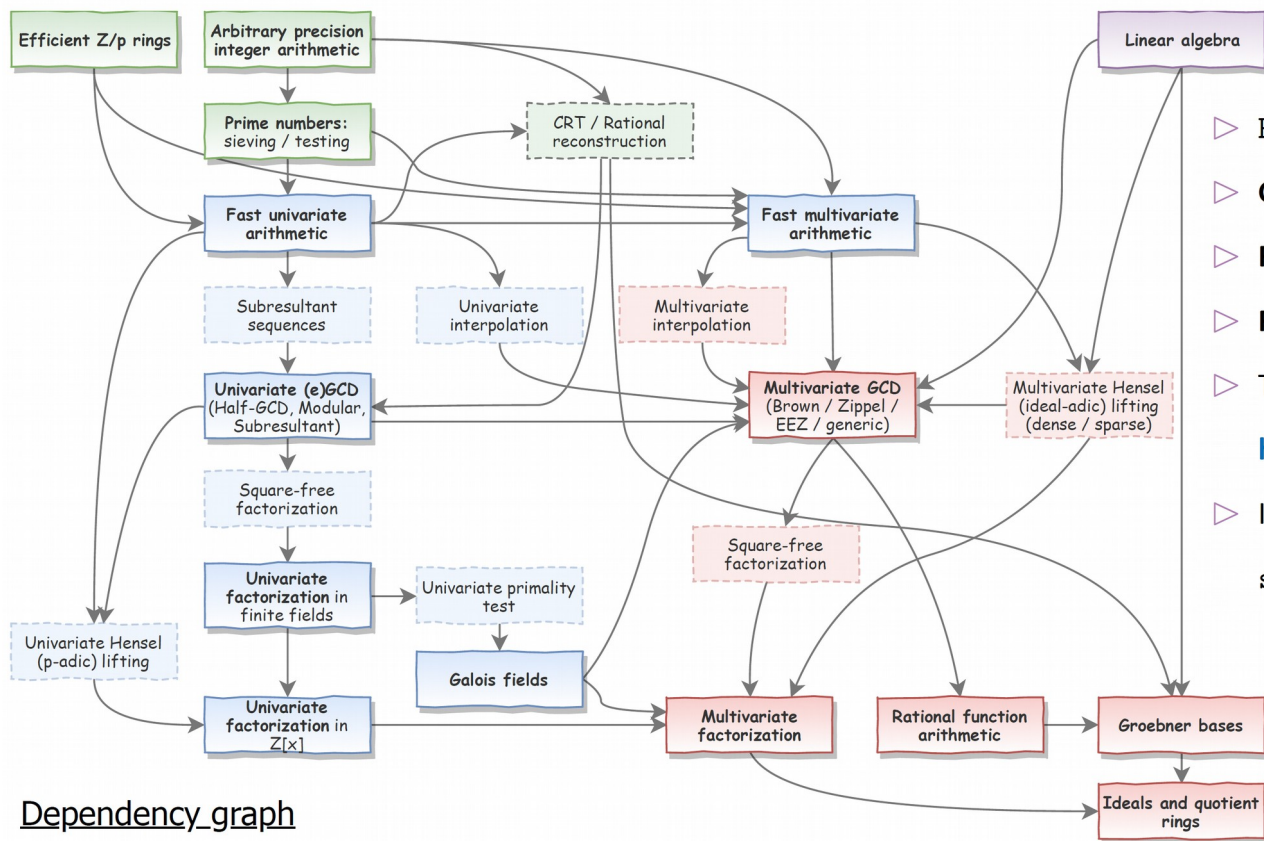 Efficient Z/p rings
Arbitrary precision
integer arithmetic
Linear algebra
Prime numbers:
sieving / testing
CRT / Rational
reconstruction
Fast univariate
arithmetic
Fast multivariate
arithmetic
Subresultant
sequences
Univariate
interpolation
Multivariate
interpolation
Univariate (e)GCD
(Half-GCD, Modular,
Subresultant)
Multivariate GCD
(Brown / Zippel /
EEZ / generic)
Multivariate Hensel
(ideal-adic) lifting
(dense / sparse)
Square-free
factorization
Square-free
factorization
Univariate
factorization in
finite fields
Univariate primality
test
Univariate Hensel
(p-adic) lifting
Galois fields
Univariate
factorization in
Z[x]
Multivariate
factorization
Rational function
arithmetic
Groebner bases
Ideals and quotient
rings
Dependency graph